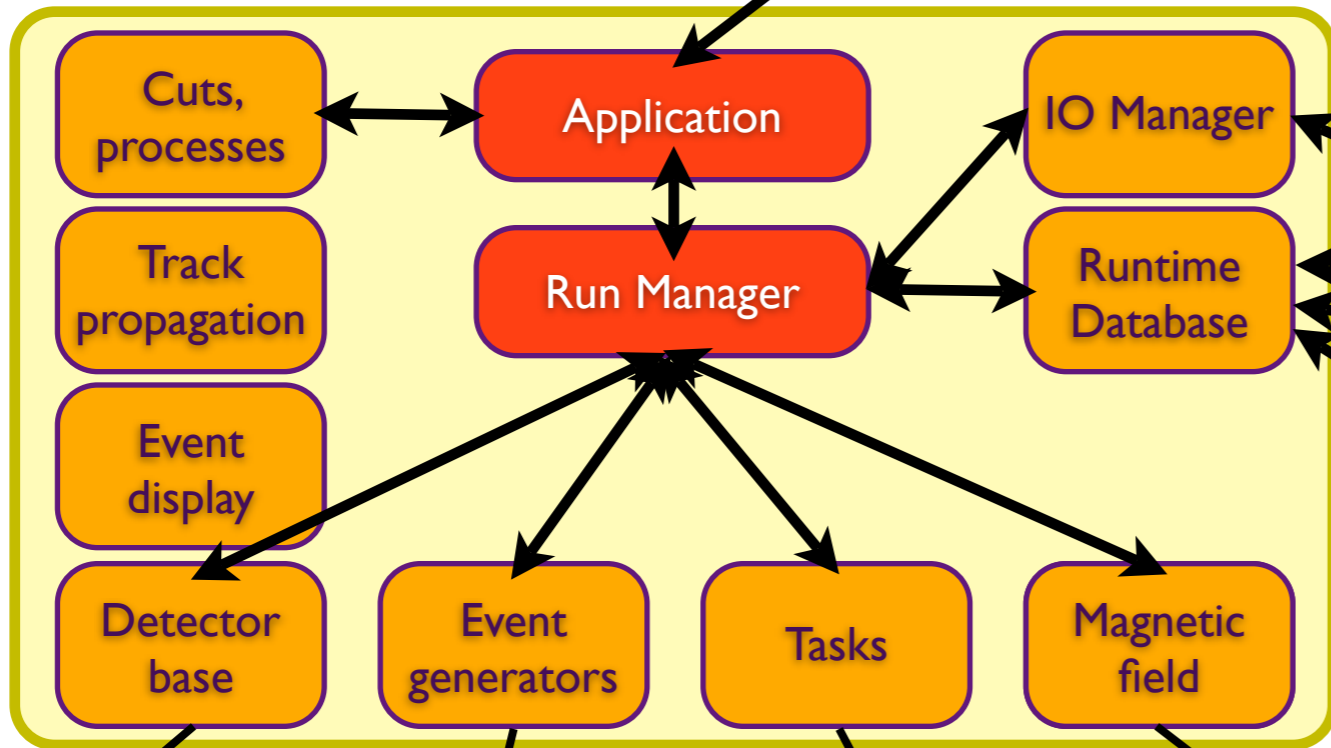 Cuts,
processes
Application
IO Manager
Track
propagation
Run Manager
Runtime
Database
Event
display
Detector
base
Event
generators
Tasks
Magnetic
field